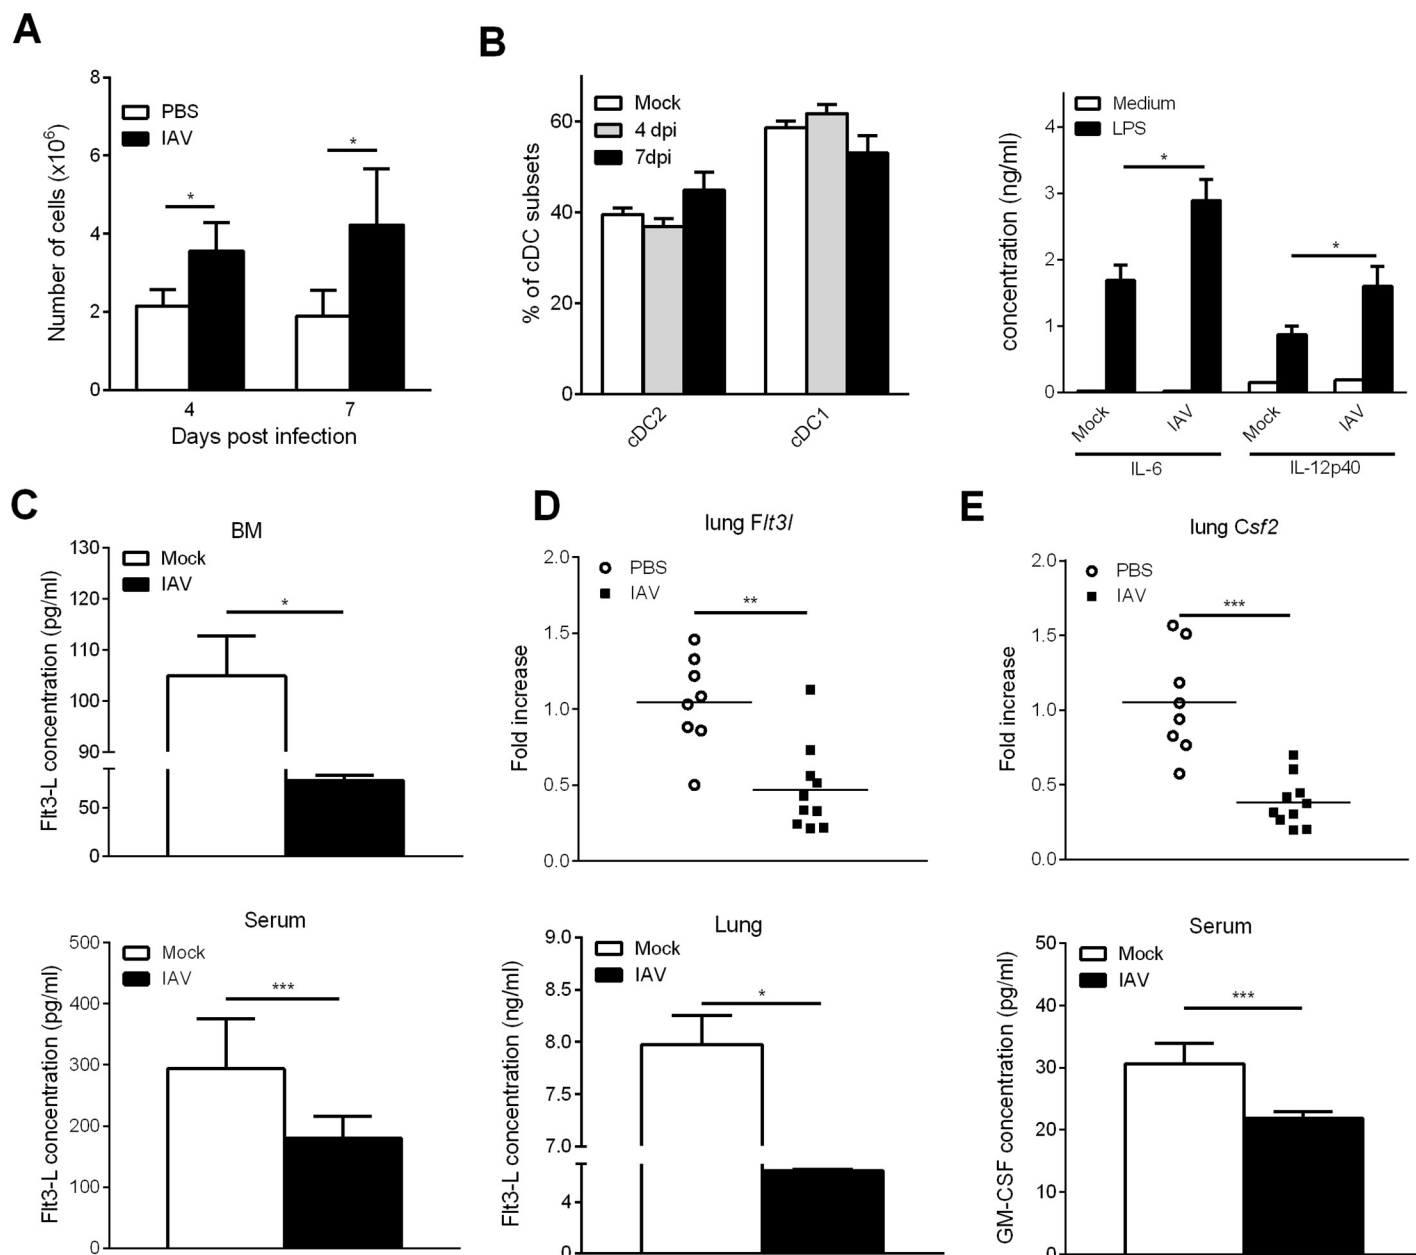 A
8
6
4
2
0
Number of cells (x10⁶)
PBS
IAV
*
*
4
7
Days post infection
B
60
40
20
0
% of cDC subsets
Mock
4 dpi
7dpi
cDC2
cDC1
4
3
2
1
0
concentration (ng/ml)
Medium
LPS
*
*
Mock
IAV
Mock
IAV
IL-6
IL-12p40
C
BM
130
120
110
100
90
50
0
Flt3-L concentration (pg/ml)
Mock
IAV
*
Serum
500
400
300
200
100
0
Flt3-L concentration (pg/ml)
Mock
IAV
***
D
lung Flt3l
2.0
1.5
1.0
0.5
0.0
Fold increase
PBS
IAV
**
Lung
9.0
8.5
8.0
7.5
7.0
4
0
Flt3-L concentration (ng/ml)
Mock
IAV
*
E
lung Csf2
2.0
1.5
1.0
0.5
0.0
Fold increase
PBS
IAV
***
Serum
50
40
30
20
10
0
GM-CSF concentration (pg/ml)
Mock
IAV
***